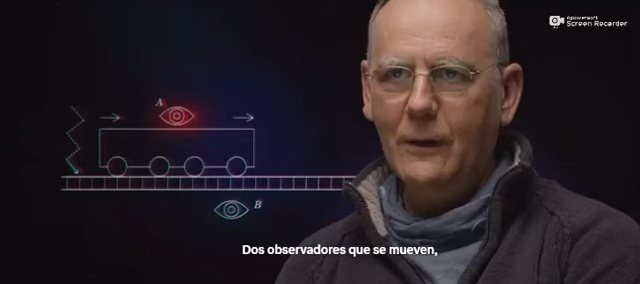 Apowersoft
Screen Recorder
A
B
Dos observadores que se mueven,